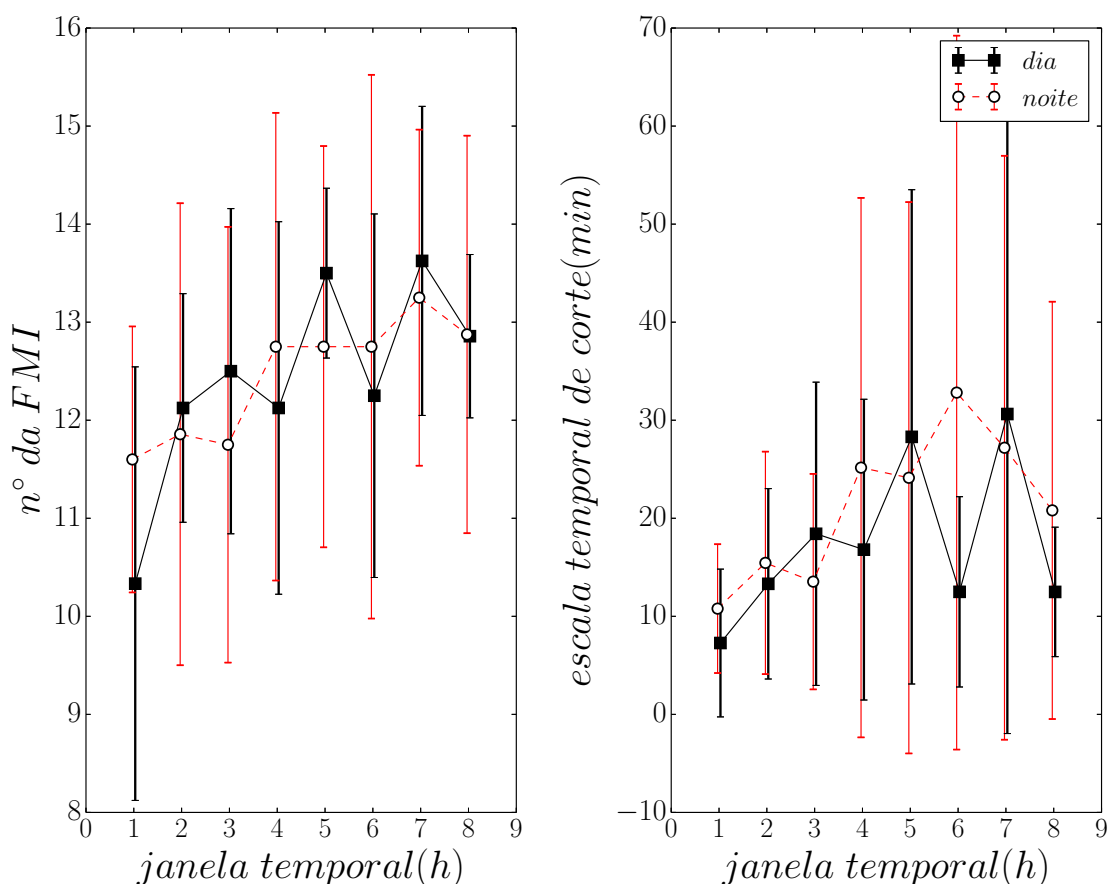 n° da FMI
16
15
14
13
12
11
10
9
8
0 1 2 3 4 5 6 7 8 9
janela temporal(h)
escala temporal de corte(min)
70
60
50
40
30
20
10
0
−10
0 1 2 3 4 5 6 7 8 9
janela temporal(h)
dia
noite